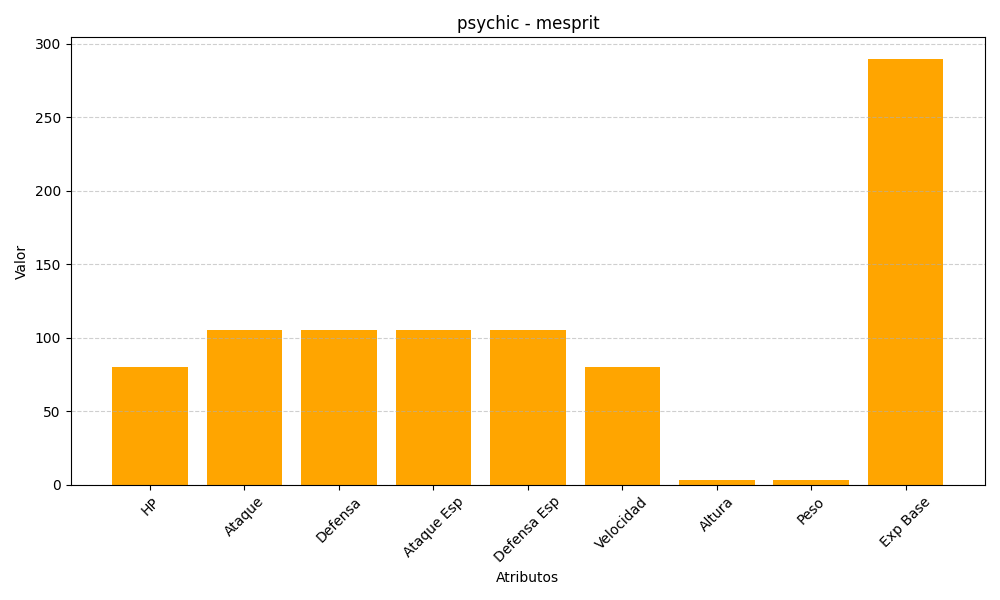 psychic - mesprit
Valor
300
250
200
150
100
50
0
HP
Ataque
Defensa
Ataque Esp
Defensa Esp
Velocidad
Altura
Peso
Exp Base
Atributos